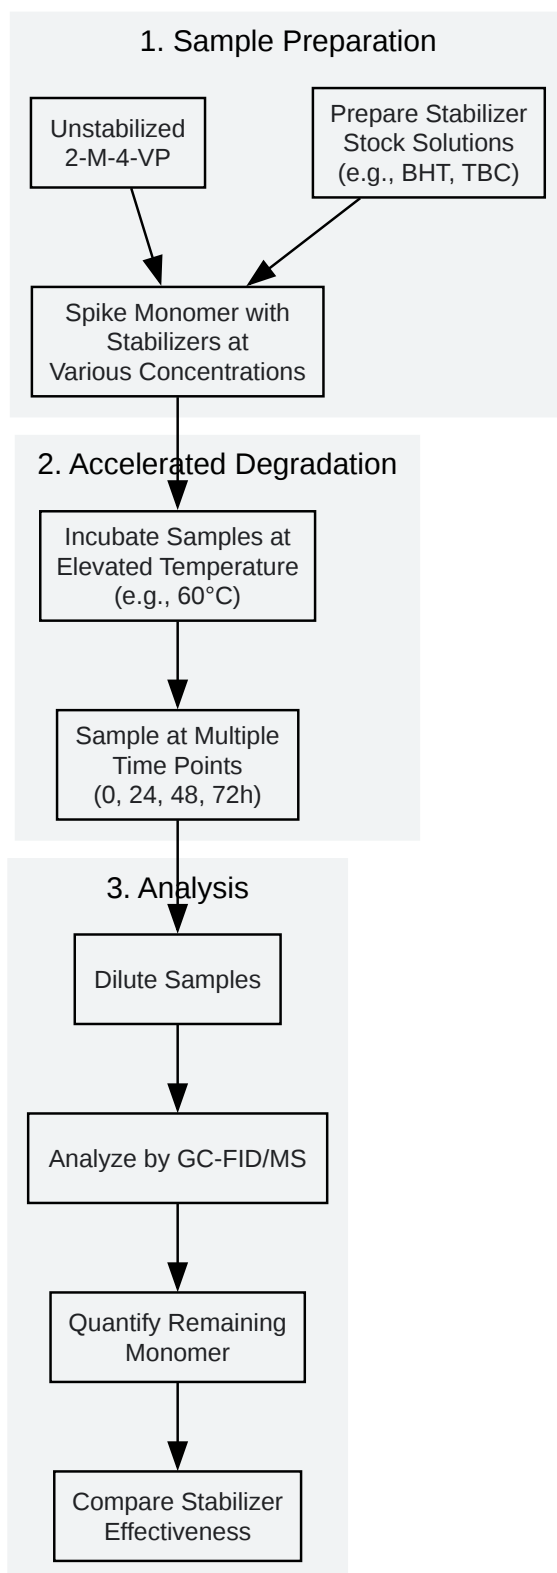 1. Sample Preparation
Unstabilized
2-M-4-VP
Prepare Stabilizer
Stock Solutions
(e.g., BHT, TBC)
Spike Monomer with
Stabilizers at
Various Concentrations
2. Accelerated Degradation
Incubate Samples at
Elevated Temperature
(e.g., 60°C)
Sample at Multiple
Time Points
(0, 24, 48, 72h)
3. Analysis
Dilute Samples
Analyze by GC-FID/MS
Quantify Remaining
Monomer
Compare Stabilizer
Effectiveness